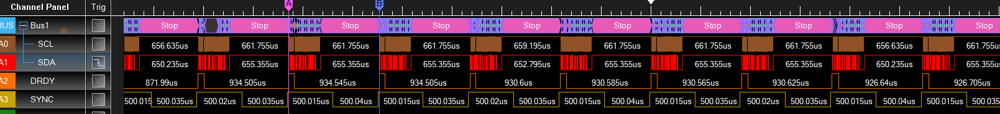 Channel Panel Trig A B
BUS Bus1 I2C Stop Stop Stop Stop Stop Stop Stop Stop Stop Stop
A0 SCL 656.635us 661.755us 661.755us 661.755us 659.195us 661.755us 661.755us 656.635us 661.755us
A1 SDA 650.235us 655.355us 655.355us 655.355us 652.795us 655.355us 655.355us 650.235us 655.355us
A2 DRDY 871.99us 934.505us 934.545us 934.505us 930.6us 930.585us 930.565us 930.625us 926.64us 926.705us
A3 SYNC 500.015 500.035us 500.02us 500.035us 500.015us 500.04us 500.015us 500.035us 500.02us 500.035us 500.015us 500.04us 500.015us 500.035us 500.02us 500.035us 500.015us 500.04us 500.015us 500.03